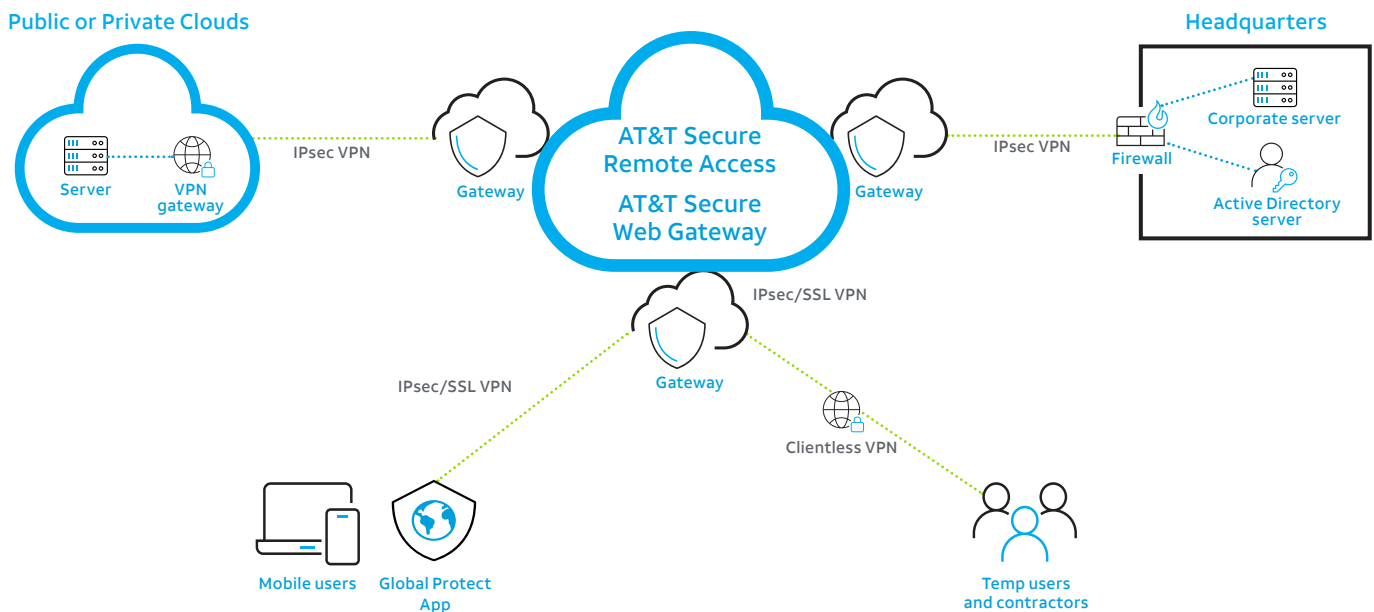 Public or Private Clouds
Headquarters
Server
VPN
gateway
IPsec VPN
Gateway
AT&T Secure
Remote Access
AT&T Secure
Web Gateway
Gateway
IPsec VPN
Firewall
Corporate server
Active Directory
server
IPsec/SSL VPN
Gateway
IPsec/SSL VPN
Clientless VPN
Mobile users
Global Protect
App
Temp users
and contractors